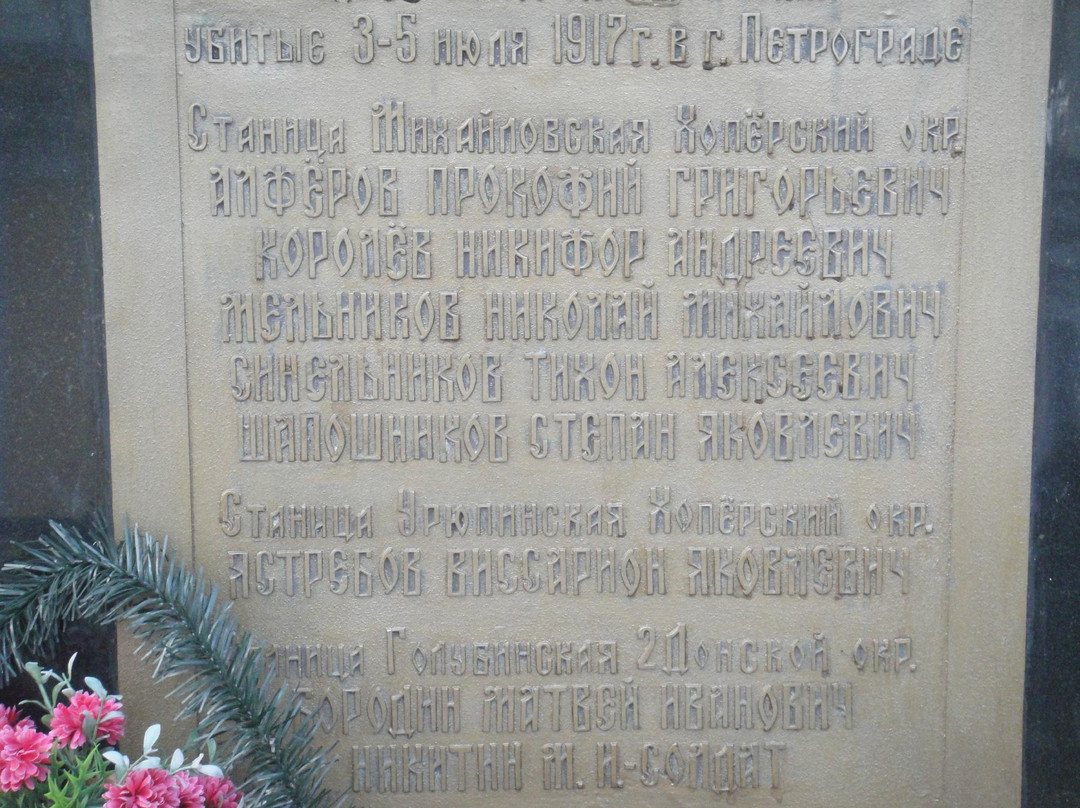 убитые 3-5 июля 1917г. в г. Петрограде
Станица Михайловская Хопёрский окр.
АЛФЁРОВ ПРОКОФИЙ ГРИГОРЬЕВИЧ
КОРОЛЁВ НИКИФОР АНДРЕЕВИЧ
МЕЛЬНИКОВ НИКОЛАЙ МИХАЙЛОВИЧ
СИНЕЛЬНИКОВ ТИХОН АЛЕКСЕЕВИЧ
ШАПОШНИКОВ СТЕПАН ЯКОВЛЕВИЧ
Станица Урюпинская Хопёрский окр.
ЯСТРЕБОВ ВИССАРИОН ЯКОВЛЕВИЧ
Голубинская 2Донской окр.
МАТВЕЙ ИВАНОВИЧ
НИКИТИН М. И.-СОЛДАТ